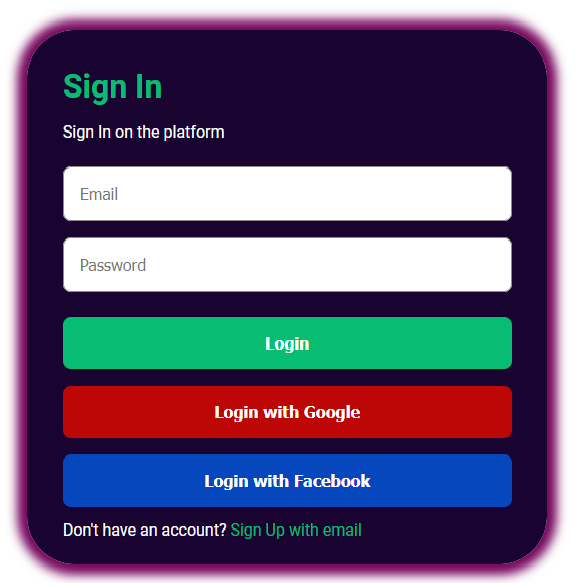 Sign In
Sign In on the platform
Email
Password
Login
Login with Google
Login with Facebook
Don't have an account? Sign Up with email